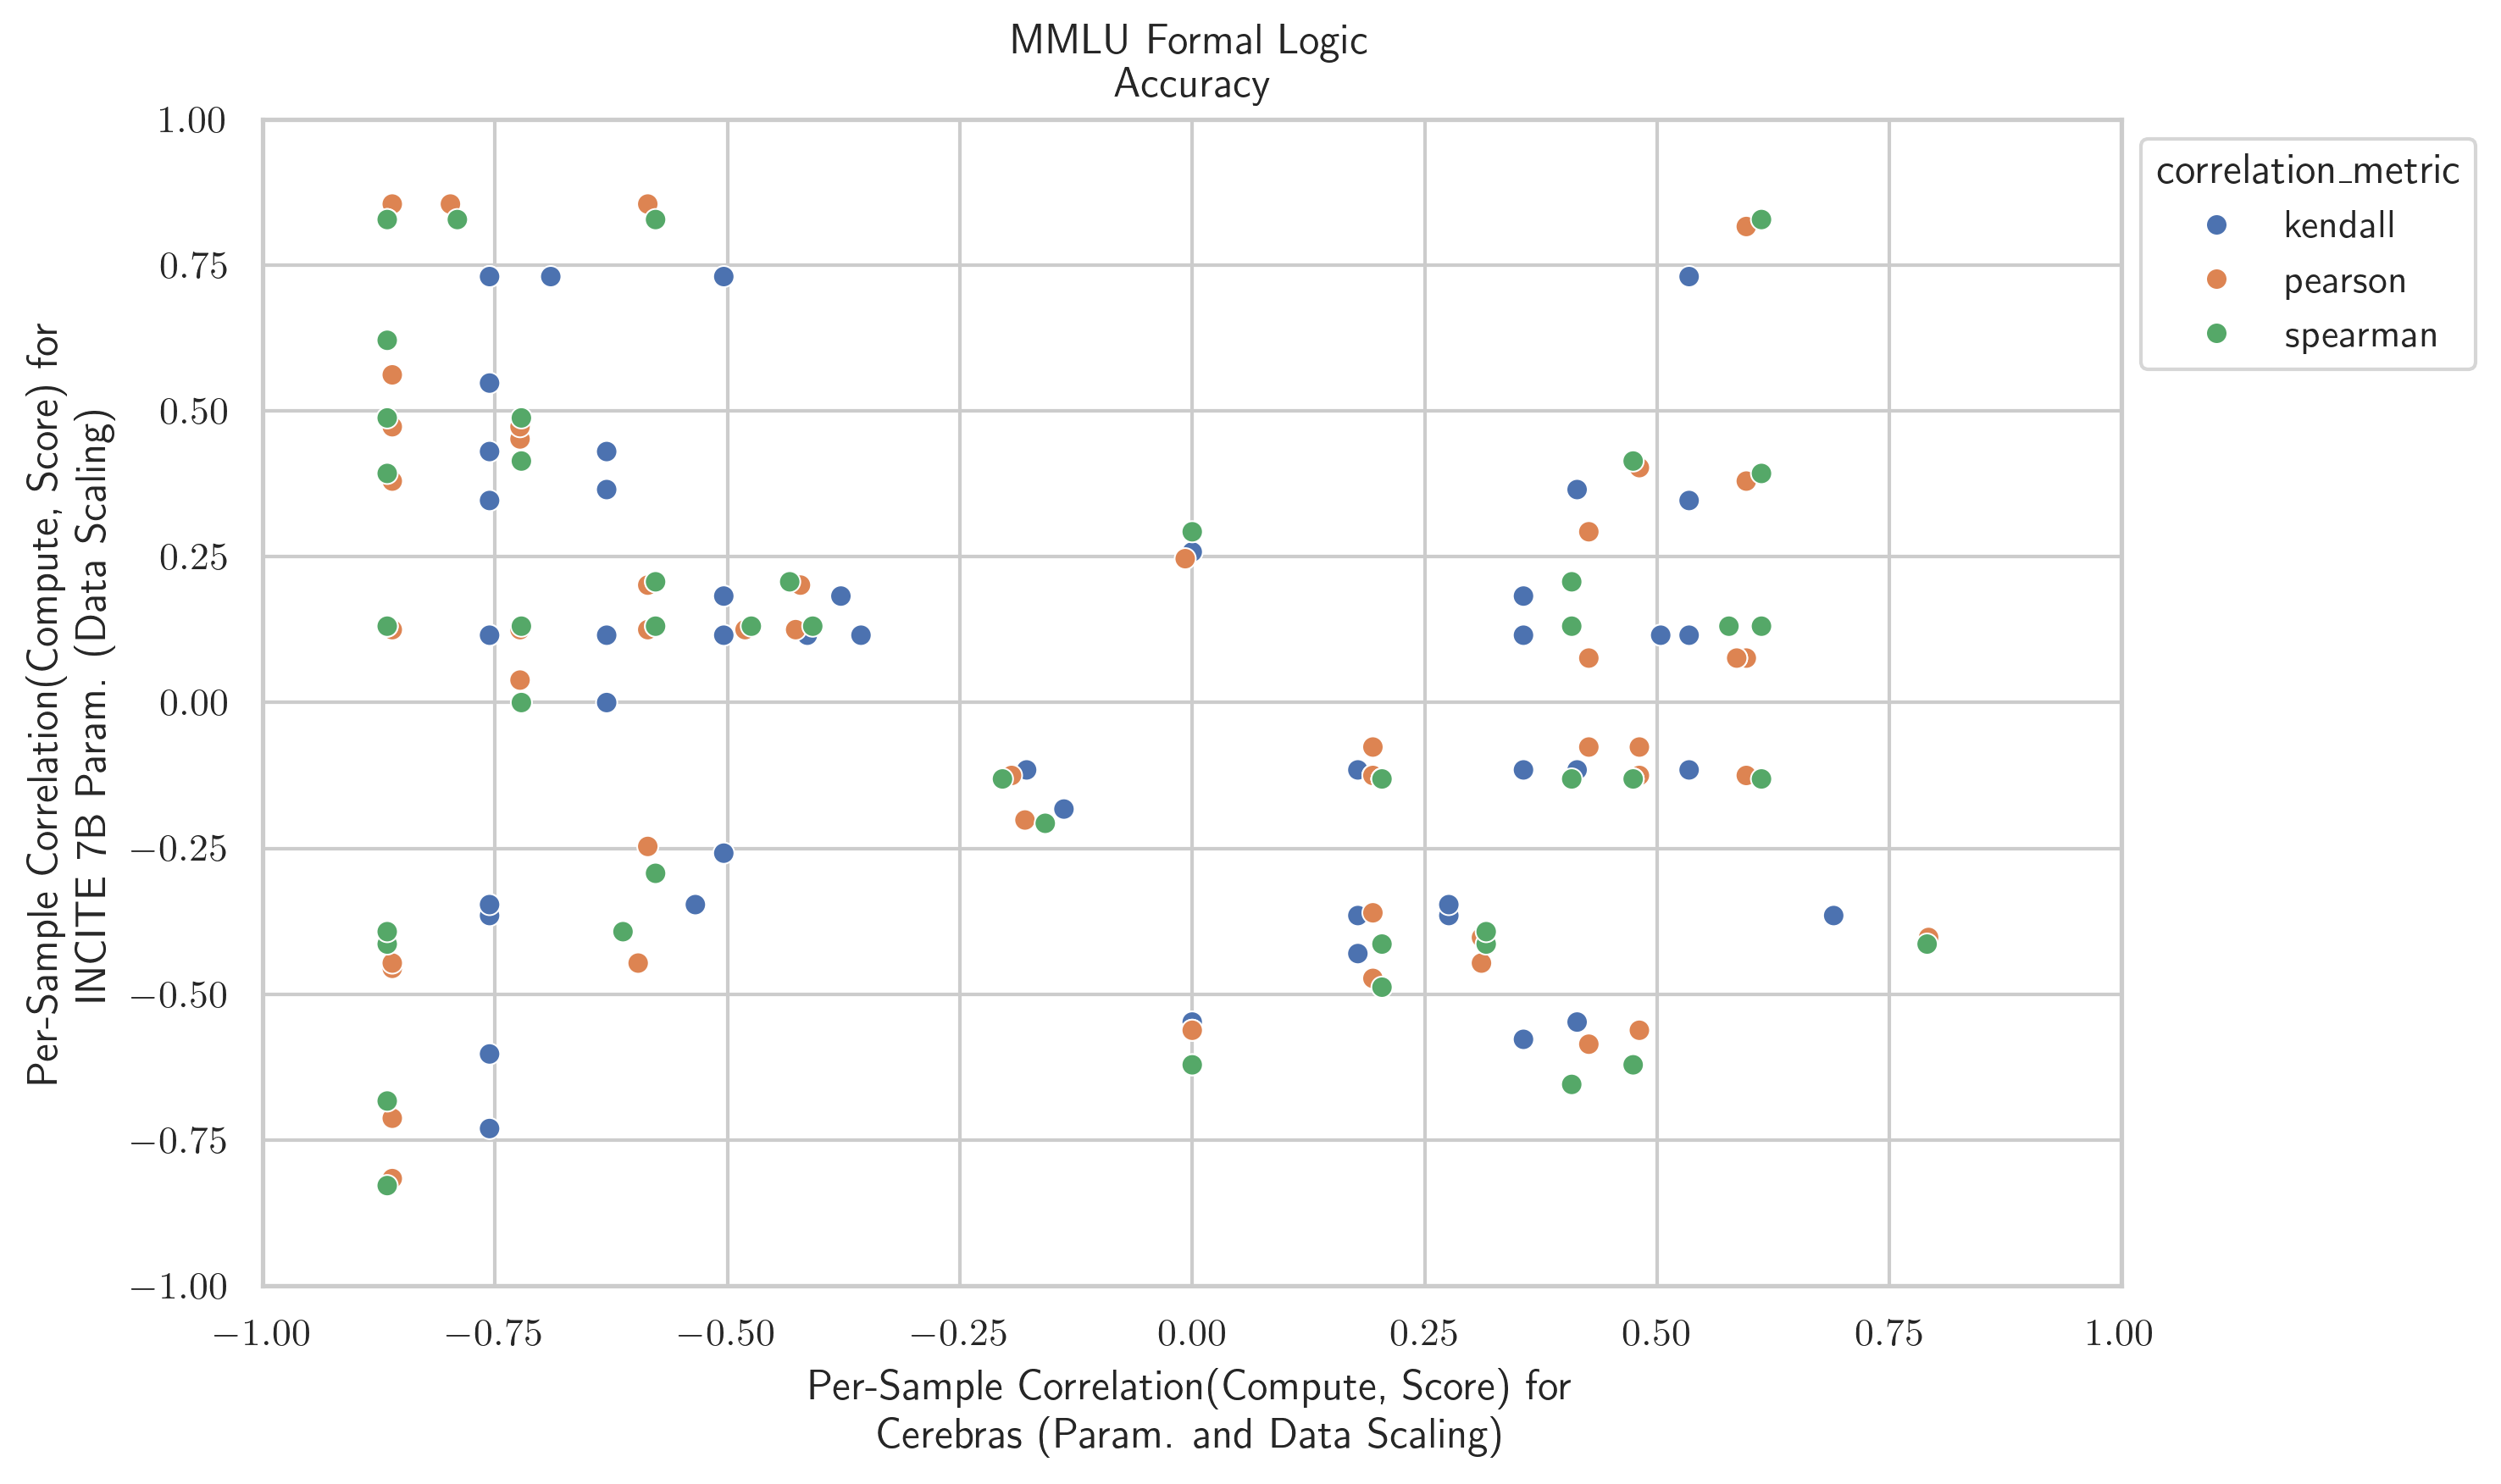 MMLU Formal Logic
Accuracy
1.00
0.75
0.50
0.25
0.00
−0.25
−0.50
−0.75
−1.00
Per-Sample Correlation(Compute, Score) for
INCITE 7B Param. (Data Scaling)
−1.00 −0.75 −0.50 −0.25 0.00 0.25 0.50 0.75 1.00
Per-Sample Correlation(Compute, Score) for
Cerebras (Param. and Data Scaling)
correlation_metric
kendall
pearson
spearman